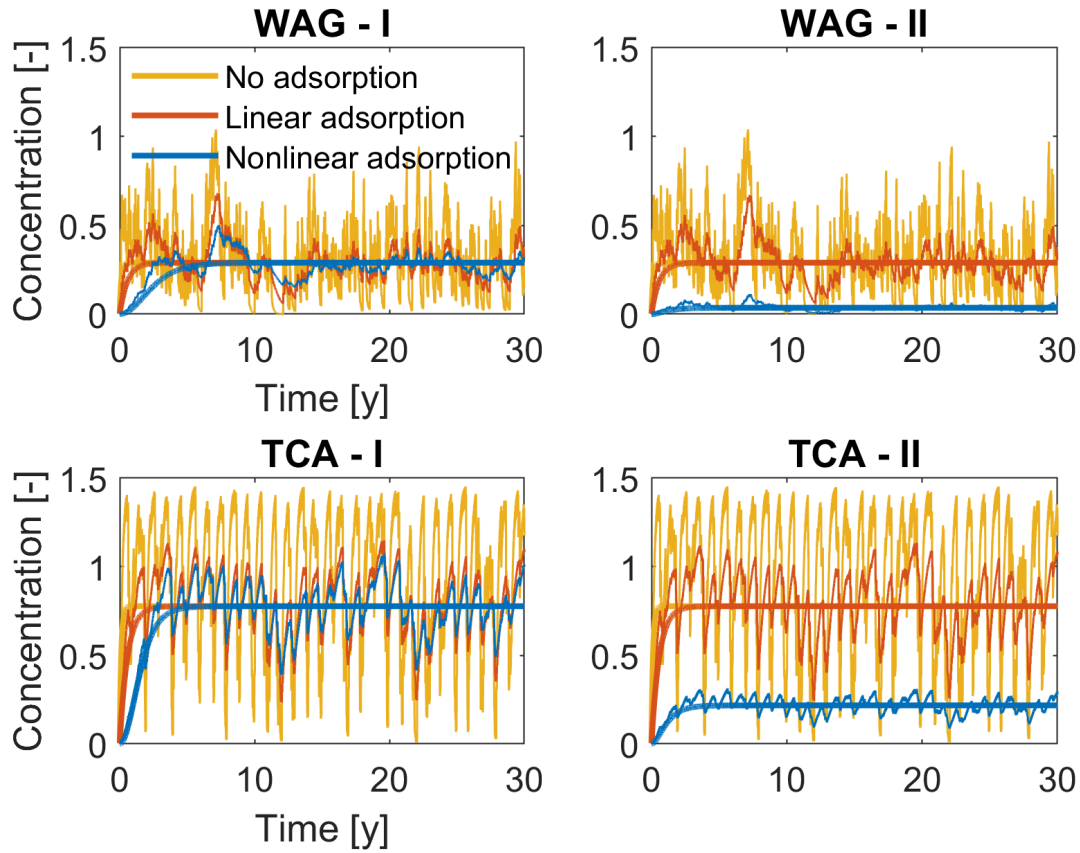 WAG - I
WAG - II
Concentration [-]
1.5
1
0.5
0
No adsorption
Linear adsorption
Nonlinear adsorption
0 10 20 30
Time [y]
1.5
1
0.5
0
0 10 20 30
TCA - I
TCA - II
Concentration [-]
1.5
1
0.5
0
0 10 20 30
Time [y]
1.5
1
0.5
0
0 10 20 30